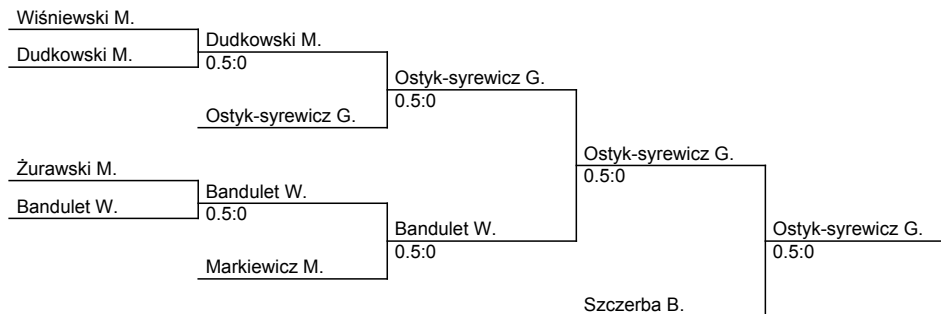 Wiśniewski M.
Dudkowski M.
Dudkowski M.
0.5:0
Ostyk-syrewicz G.
Ostyk-syrewicz G.
0.5:0
Żurawski M.
Bandulet W.
Bandulet W.
0.5:0
Markiewicz M.
Bandulet W.
0.5:0
Ostyk-syrewicz G.
0.5:0
Szczerba B.
Ostyk-syrewicz G.
0.5:0